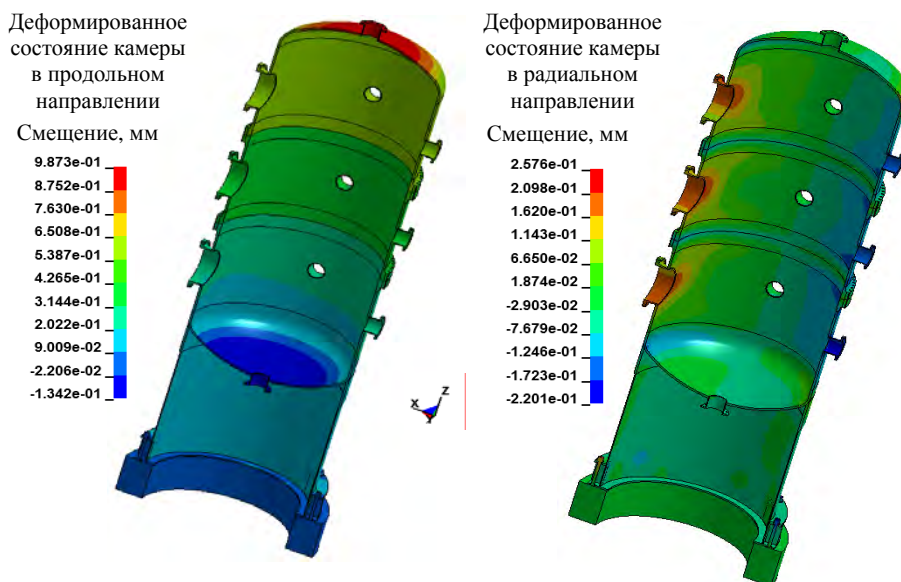 Деформированное
состояние камеры
в продольном
направлении
Смещение, мм
9.873e-01
8.752e-01
7.630e-01
6.508e-01
5.387e-01
4.265e-01
3.144e-01
2.022e-01
9.009e-02
-2.206e-02
-1.342e-01
X
Z
Деформированное
состояние камеры
в радиальном
направлении
Смещение, мм
2.576e-01
2.098e-01
1.620e-01
1.143e-01
6.650e-02
1.874e-02
-2.903e-02
-7.679e-02
-1.246e-01
-1.723e-01
-2.201e-01